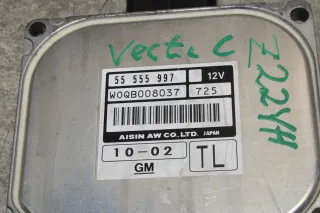 Vectra C
Z22YH
55 555 997 12V
W0QB008037 725
AISIN AW CO.,LTD. JAPAN
10-02 TL
GM